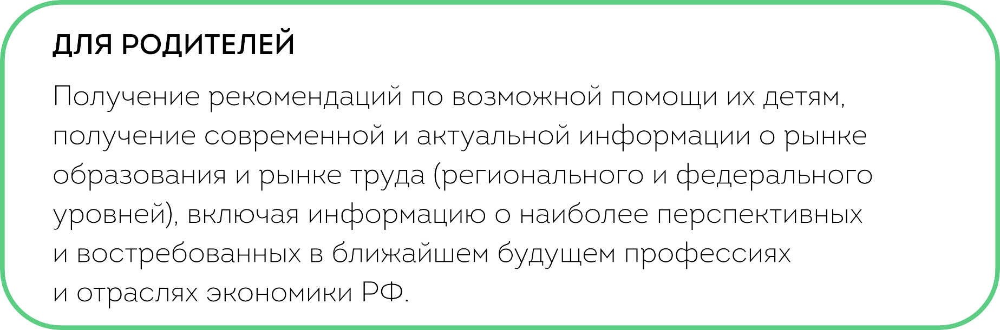 ДЛЯ РОДИТЕЛЕЙ
Получение рекомендаций по возможной помощи их детям,
получение современной и актуальной информации о рынке
образования и рынке труда (регионального и федерального
уровней), включая информацию о наиболее перспективных
и востребованных в ближайшем будущем профессиях
и отраслях экономики РФ.